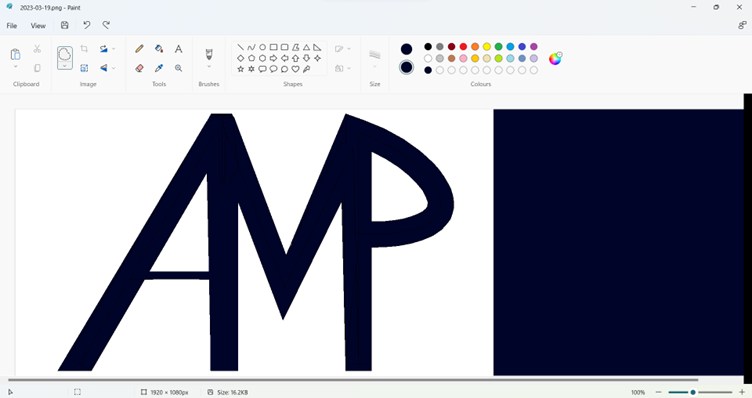 2023-03-19.png - Paint
File View
Clipboard Image Tools Brushes Shapes Size Colours
AMP
1920 × 1080px Size: 16.2KB 100%